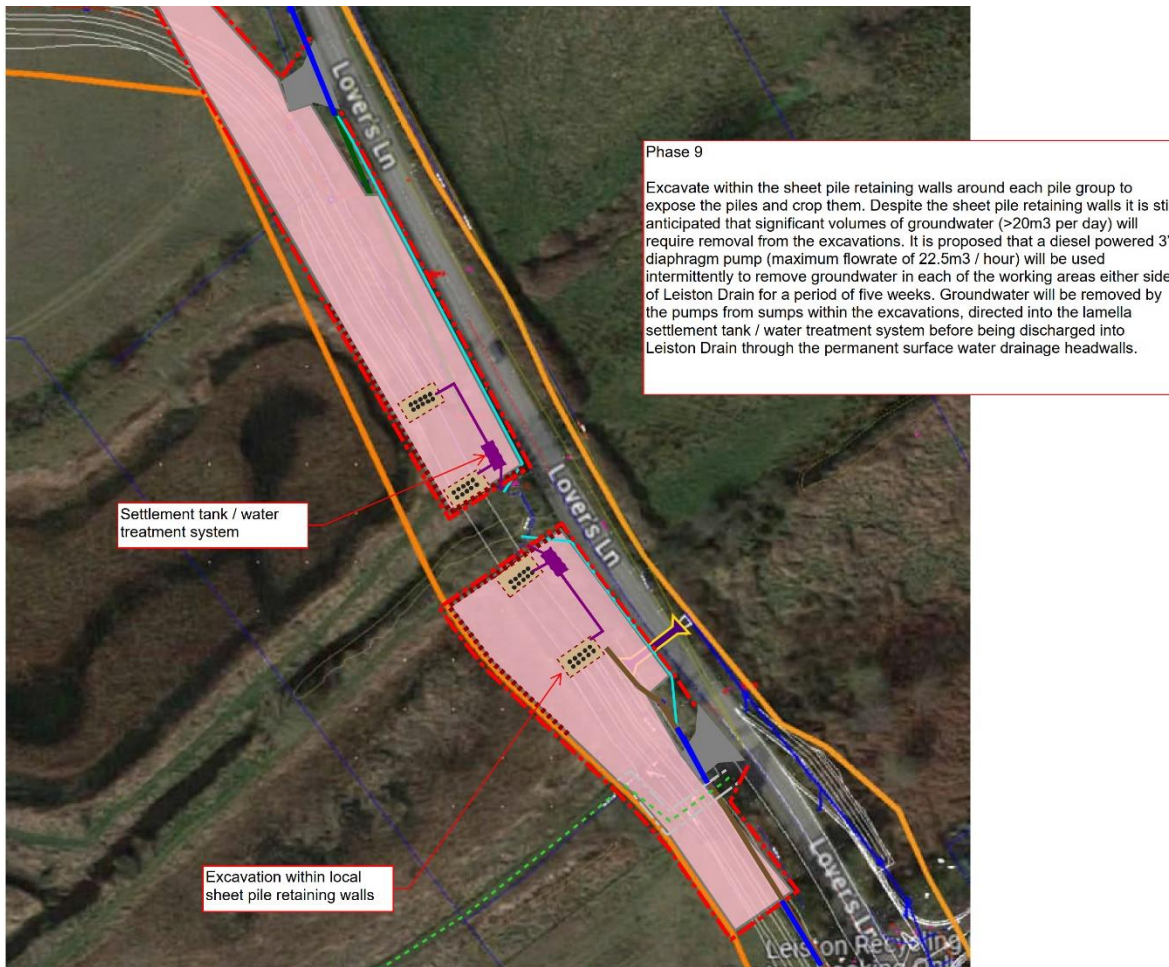 Lover's Ln
Phase 9
Excavate within the sheet pile retaining walls around each pile group to
expose the piles and crop them. Despite the sheet pile retaining walls it is sti
anticipated that significant volumes of groundwater (>20m3 per day) will
require removal from the excavations. It is proposed that a diesel powered 3"
diaphragm pump (maximum flowrate of 22.5m3 / hour) will be used
intermittently to remove groundwater in each of the working areas either side
of Leiston Drain for a period of five weeks. Groundwater will be removed by
the pumps from sumps within the excavations, directed into the lamella
settlement tank / water treatment system before being discharged into
Leiston Drain through the permanent surface water drainage headwalls.
Lover's Ln
Settlement tank / water
treatment system
Excavation within local
sheet pile retaining walls
Lovers Ln
Leiston Recycling